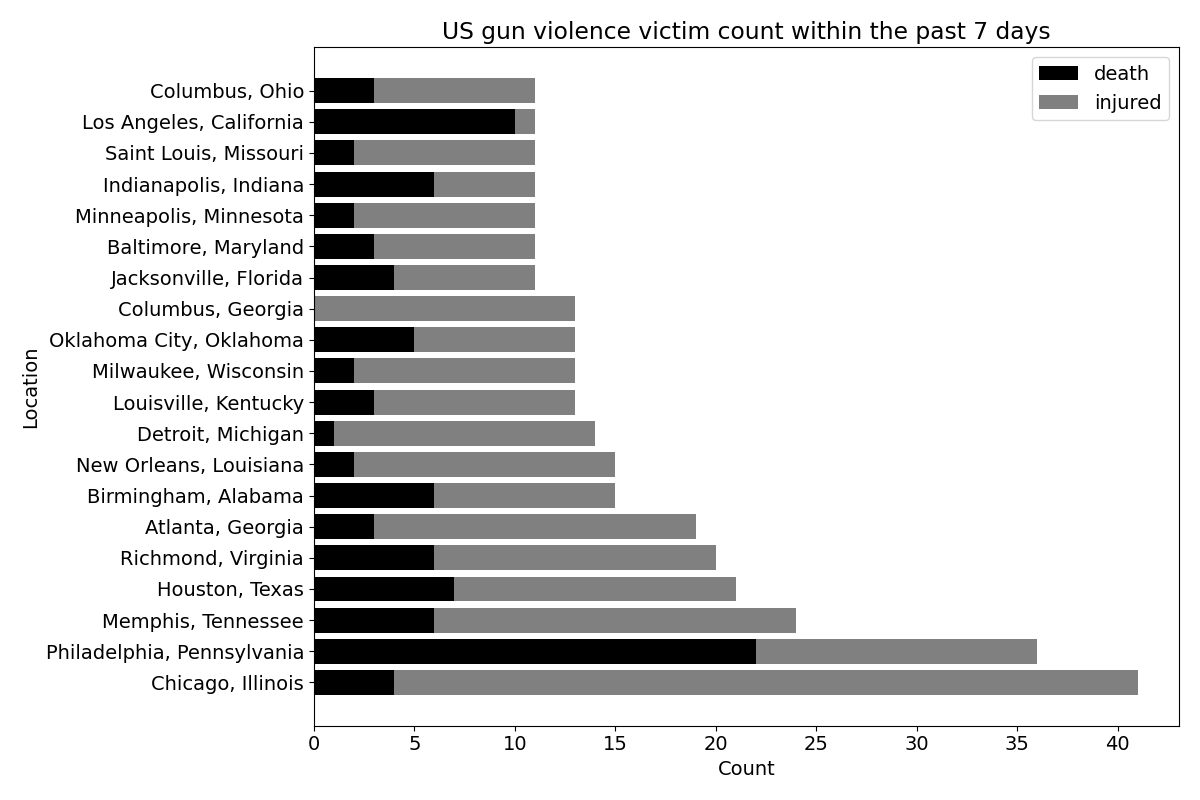 US gun violence victim count within the past 7 days
death
injured
Columbus, Ohio
Los Angeles, California
Saint Louis, Missouri
Indianapolis, Indiana
Minneapolis, Minnesota
Baltimore, Maryland
Jacksonville, Florida
Columbus, Georgia
Oklahoma City, Oklahoma
Milwaukee, Wisconsin
Louisville, Kentucky
Detroit, Michigan
New Orleans, Louisiana
Birmingham, Alabama
Atlanta, Georgia
Richmond, Virginia
Houston, Texas
Memphis, Tennessee
Philadelphia, Pennsylvania
Chicago, Illinois
Location
0 5 10 15 20 25 30 35 40
Count